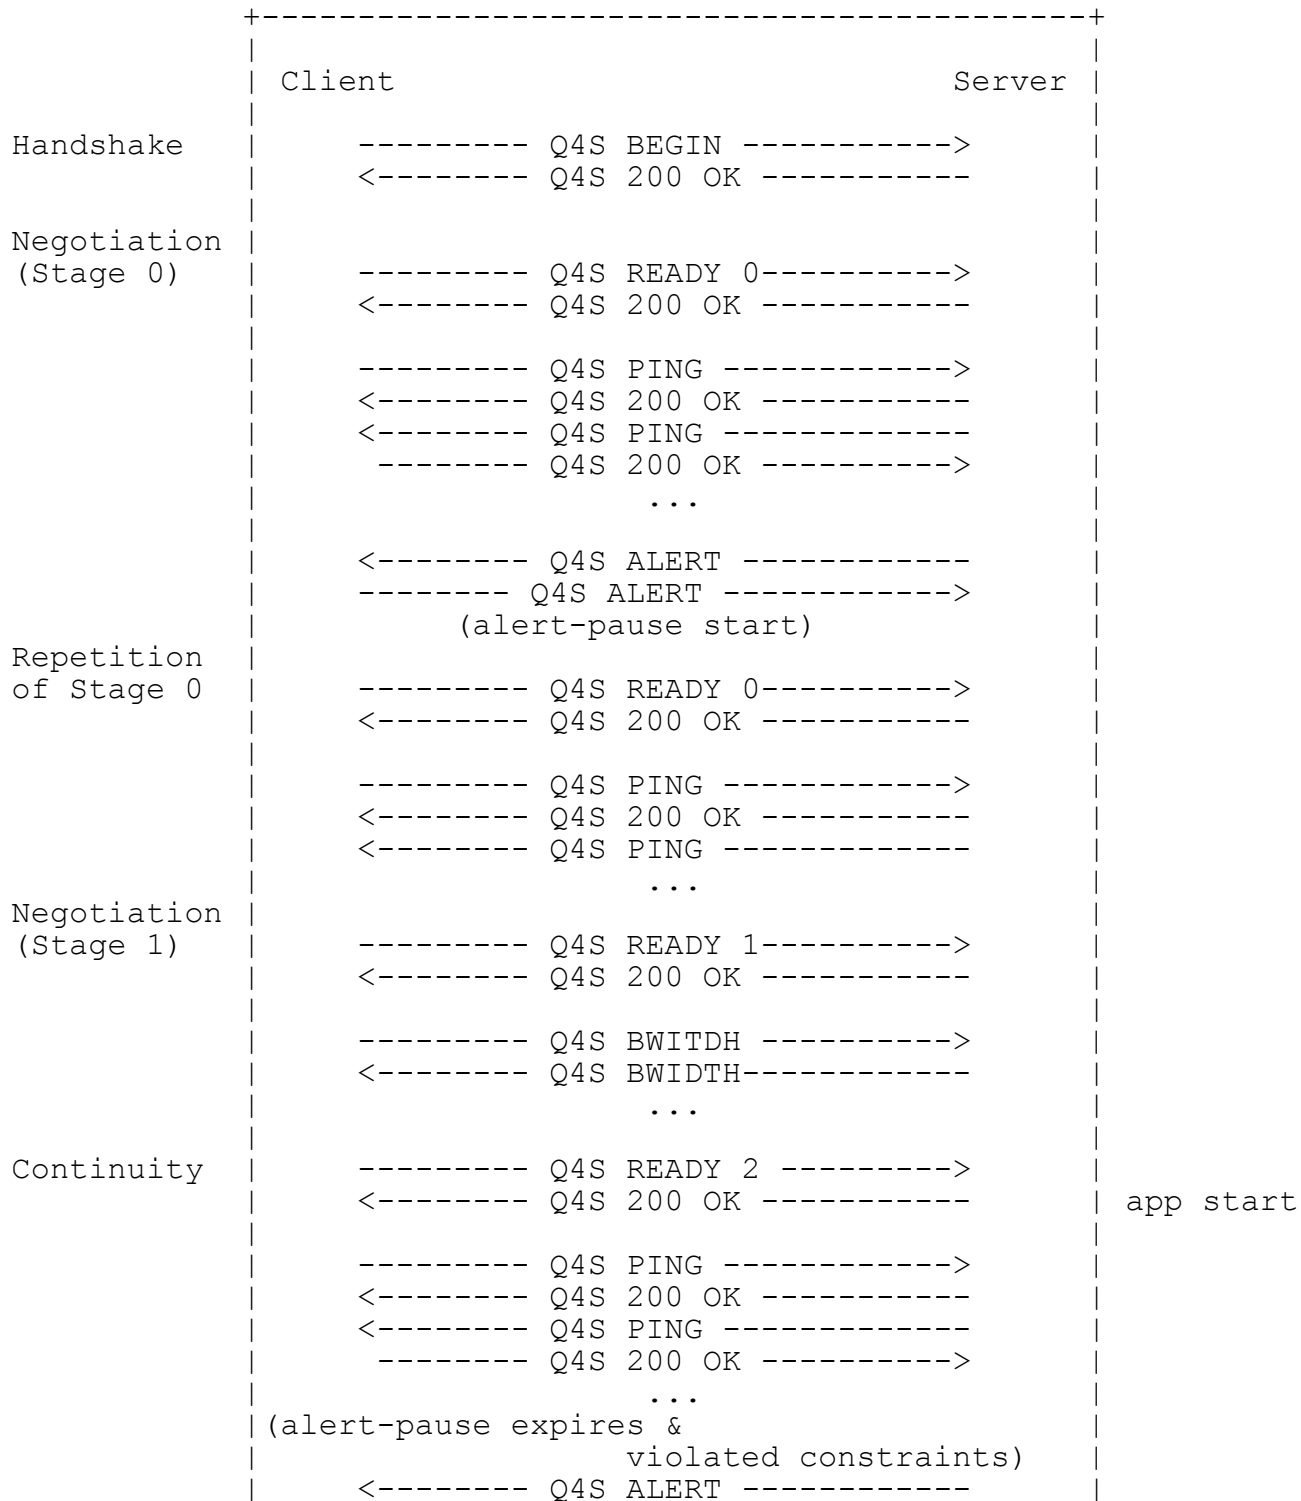 +-------------------------------------------+
|                                           |
| Client                             Server |
|                                           |
Handshake | --------- Q4S BEGIN -----------> |
| <-------- Q4S 200 OK ----------- |
|                                           |
Negotiation | |
(Stage 0) | --------- Q4S READY 0----------> |
| <-------- Q4S 200 OK ----------- |
|                                           |
| --------- Q4S PING ------------> |
| <-------- Q4S 200 OK ----------- |
| <-------- Q4S PING ------------- |
| -------- Q4S 200 OK ----------> |
| ... |
|                                           |
| <-------- Q4S ALERT ------------ |
| -------- Q4S ALERT ------------> |
| (alert-pause start) |
Repetition | |
of Stage 0 | --------- Q4S READY 0----------> |
| <-------- Q4S 200 OK ----------- |
|                                           |
| --------- Q4S PING ------------> |
| <-------- Q4S 200 OK ----------- |
| <-------- Q4S PING ------------- |
| ... |
Negotiation | |
(Stage 1) | --------- Q4S READY 1----------> |
| <-------- Q4S 200 OK ----------- |
|                                           |
| --------- Q4S BWITDH ----------> |
| <-------- Q4S BWIDTH------------ |
| ... |
|                                           |
Continuity | --------- Q4S READY 2 ---------> |
| <-------- Q4S 200 OK ----------- | app start
|                                           |
| --------- Q4S PING ------------> |
| <-------- Q4S 200 OK ----------- |
| <-------- Q4S PING ------------- |
| -------- Q4S 200 OK ----------> |
| ... |
|(alert-pause expires & |
| violated constraints) |
| <-------- Q4S ALERT ------------ |